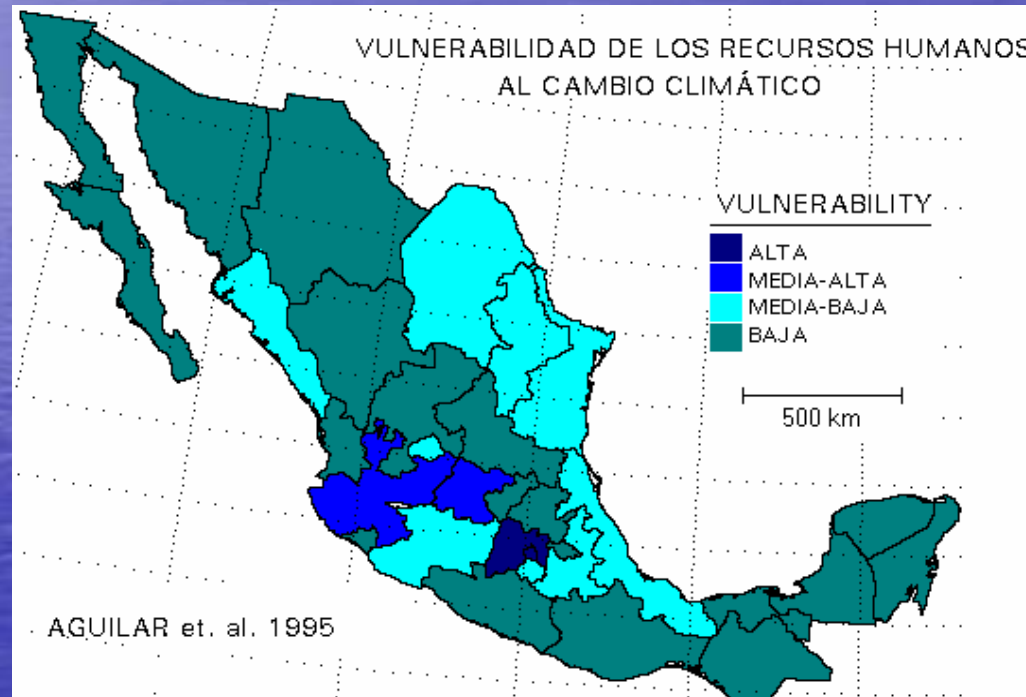 VULNERABILIDAD DE LOS RECURSOS HUMANOS
AL CAMBIO CLIMÁTICO
VULNERABILITY
ALTA
MEDIA-ALTA
MEDIA-BAJA
BAJA
500 km
AGUILAR et. al. 1995